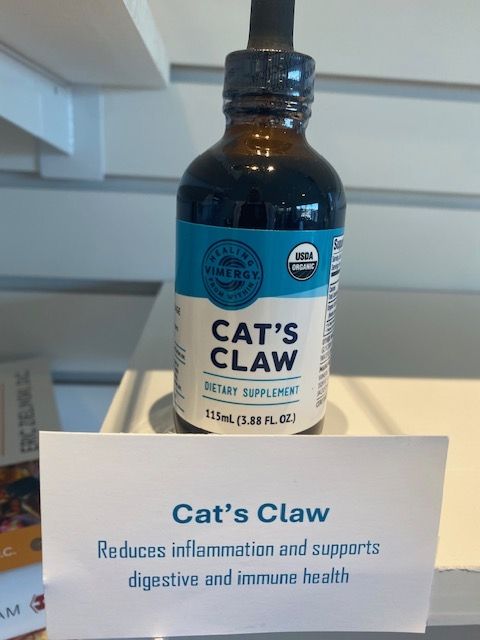 HEALING
VIMERGY
FROM WITHIN
USDA
ORGANIC
CAT'S
CLAW
DIETARY SUPPLEMENT
115mL (3.88 FL. OZ.)
Cat's Claw
Reduces inflammation and supports
digestive and immune health